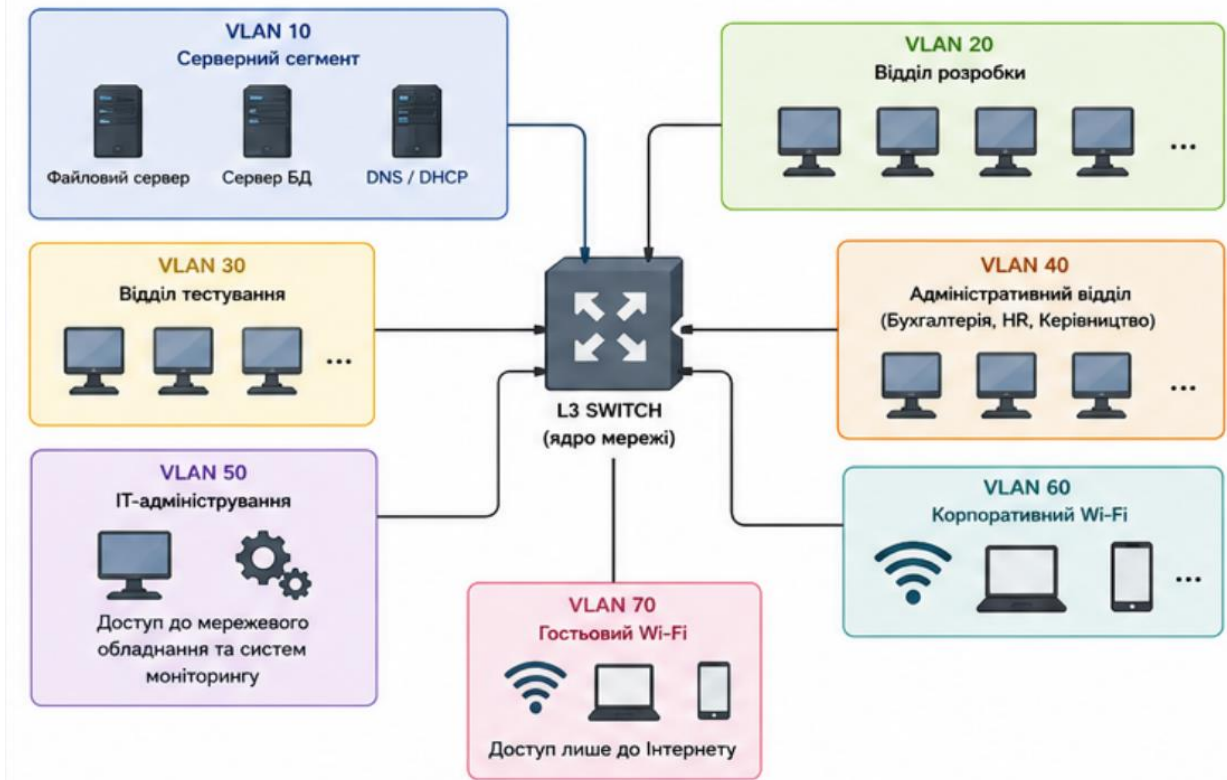 VLAN 10
Серверний сегмент
Файловий сервер
Сервер БД
DNS / DHCP
VLAN 20
Відділ розробки
...
VLAN 30
Відділ тестування
...
VLAN 40
Адміністративний відділ
(Бухгалтерія, HR, Керівництво)
...
L3 SWITCH
(ядро мережі)
VLAN 50
ІТ-адміністрування
Доступ до мережевого
обладнання та систем
моніторингу
VLAN 60
Корпоративний Wi-Fi
...
VLAN 70
Гостьовий Wi-Fi
Доступ лише до Інтернету